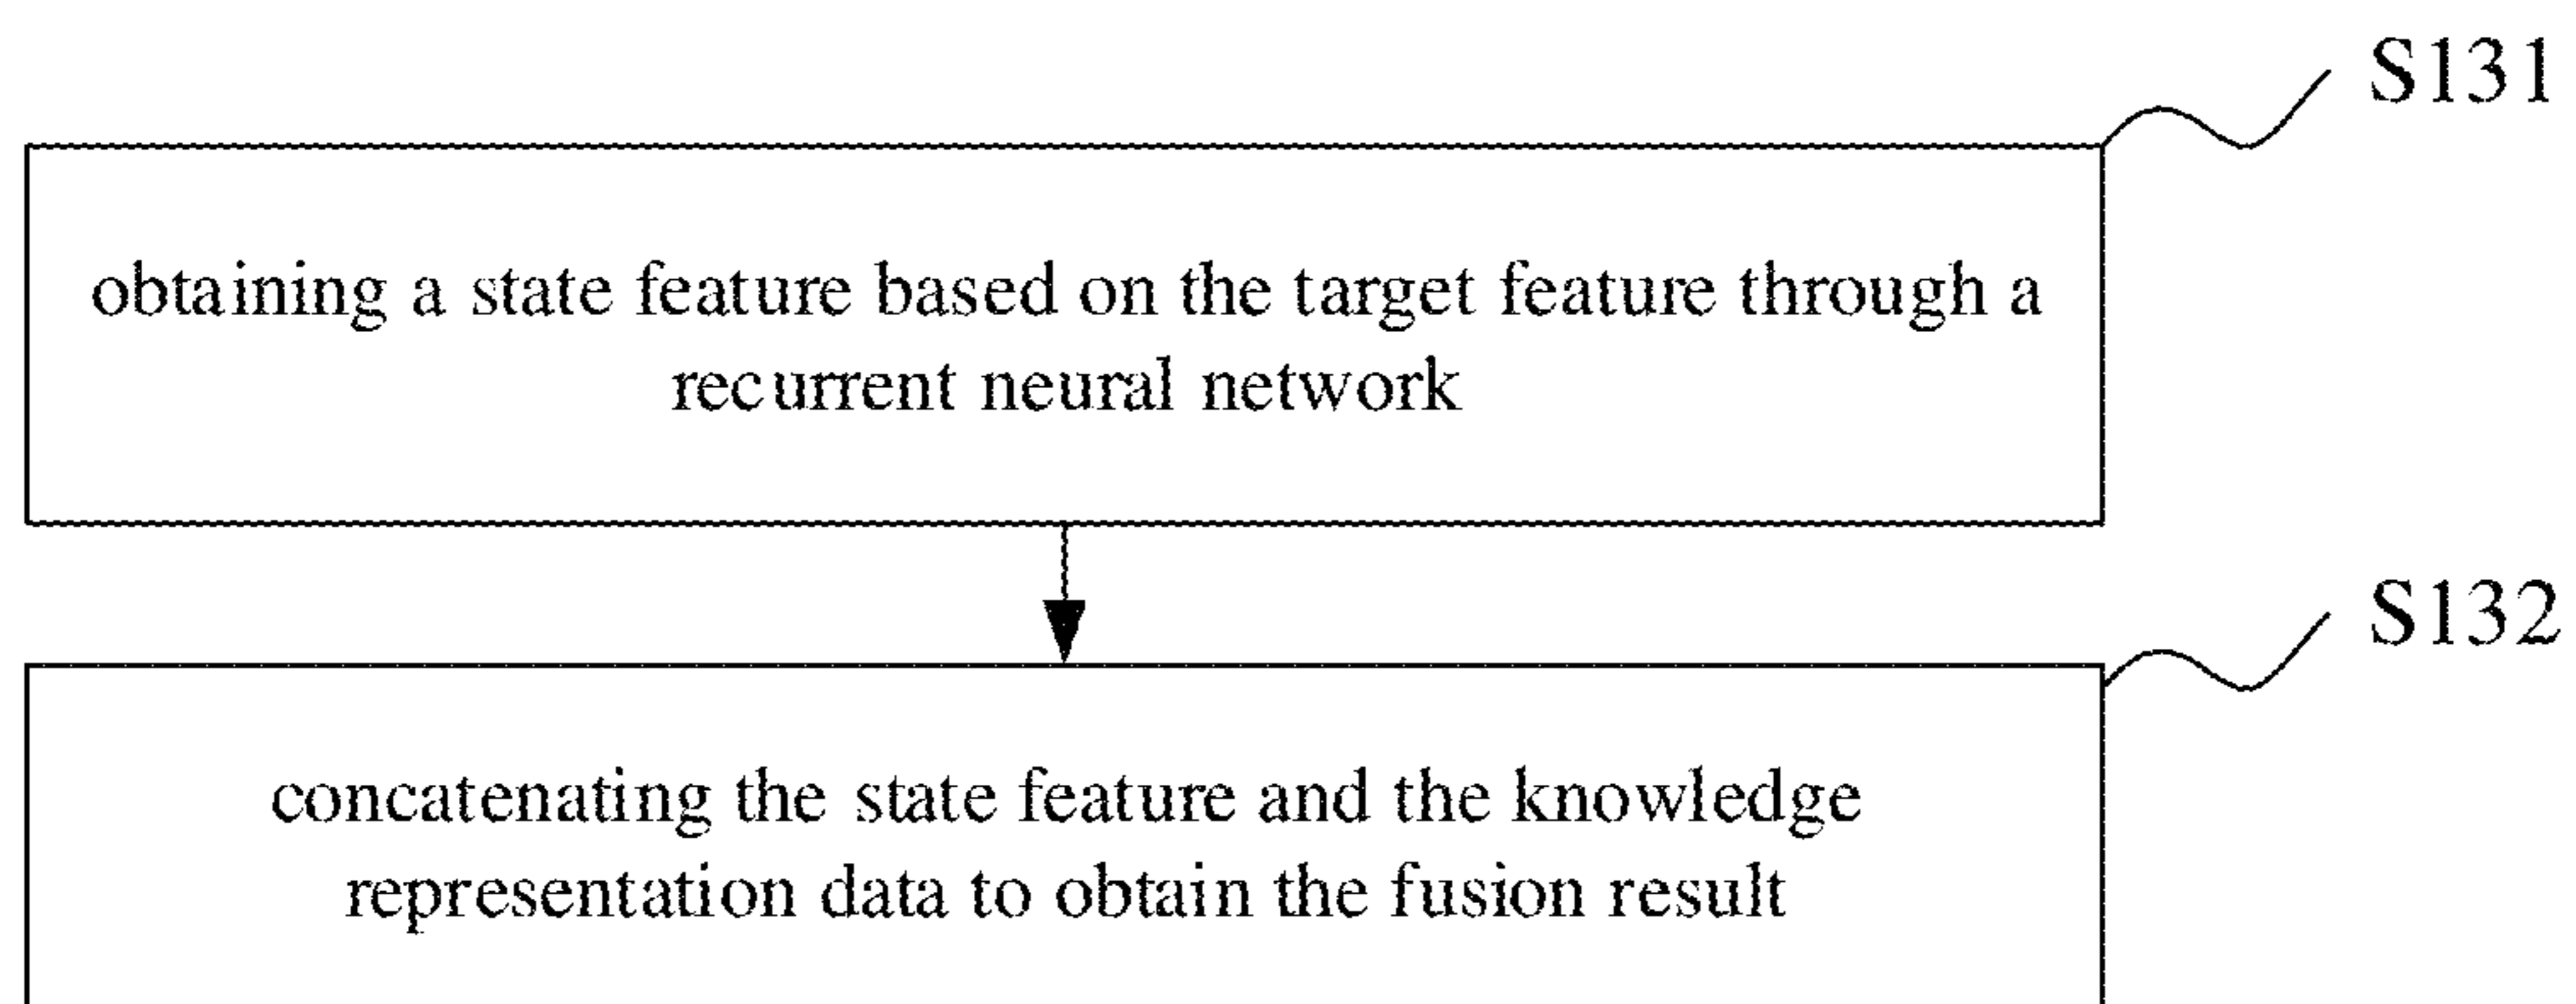 S131
obtaining a state feature based on the target feature through a
recurrent neural network
S132
concatenating the state feature and the knowledge
representation data to obtain the fusion result